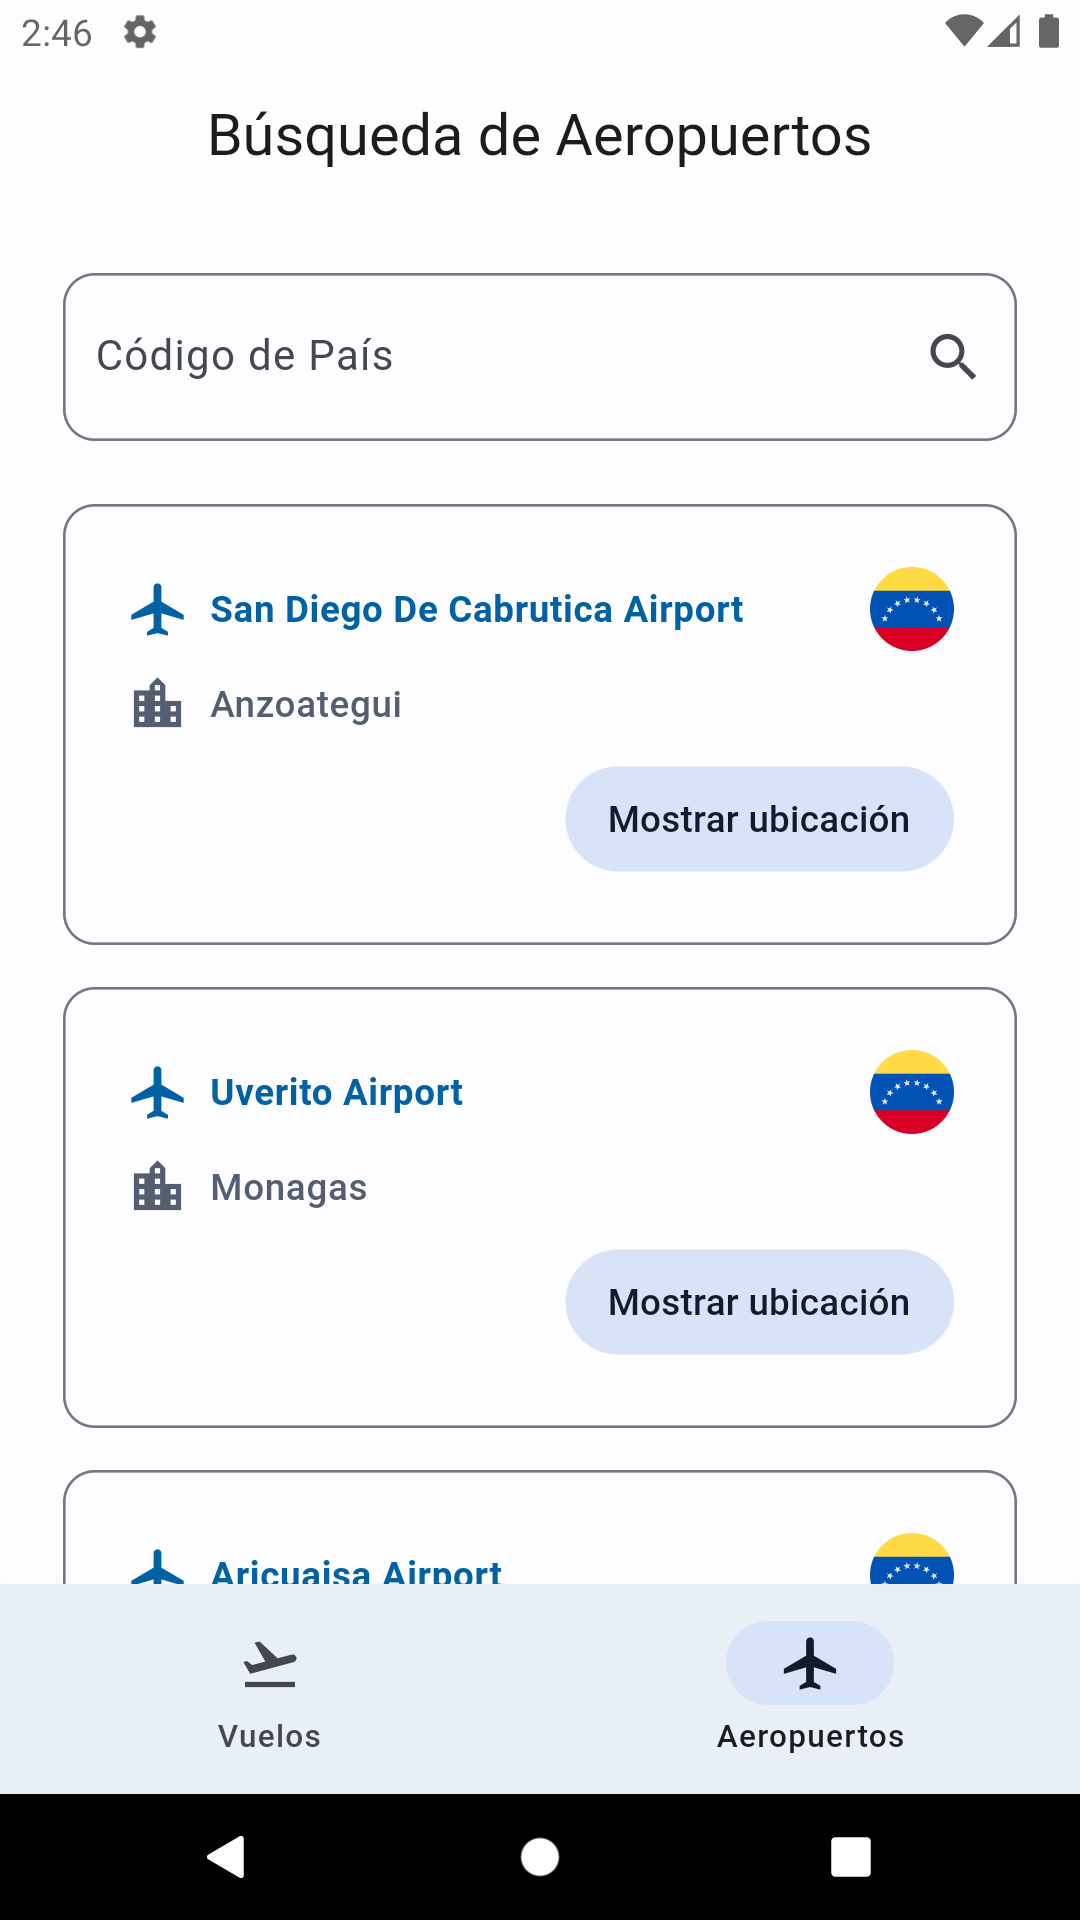 2:46
Búsqueda de Aeropuertos
Código de País
San Diego De Cabrutica Airport
Anzoategui
Mostrar ubicación
Uverito Airport
Monagas
Mostrar ubicación
Aricuaisa Airport
Vuelos
Aeropuertos